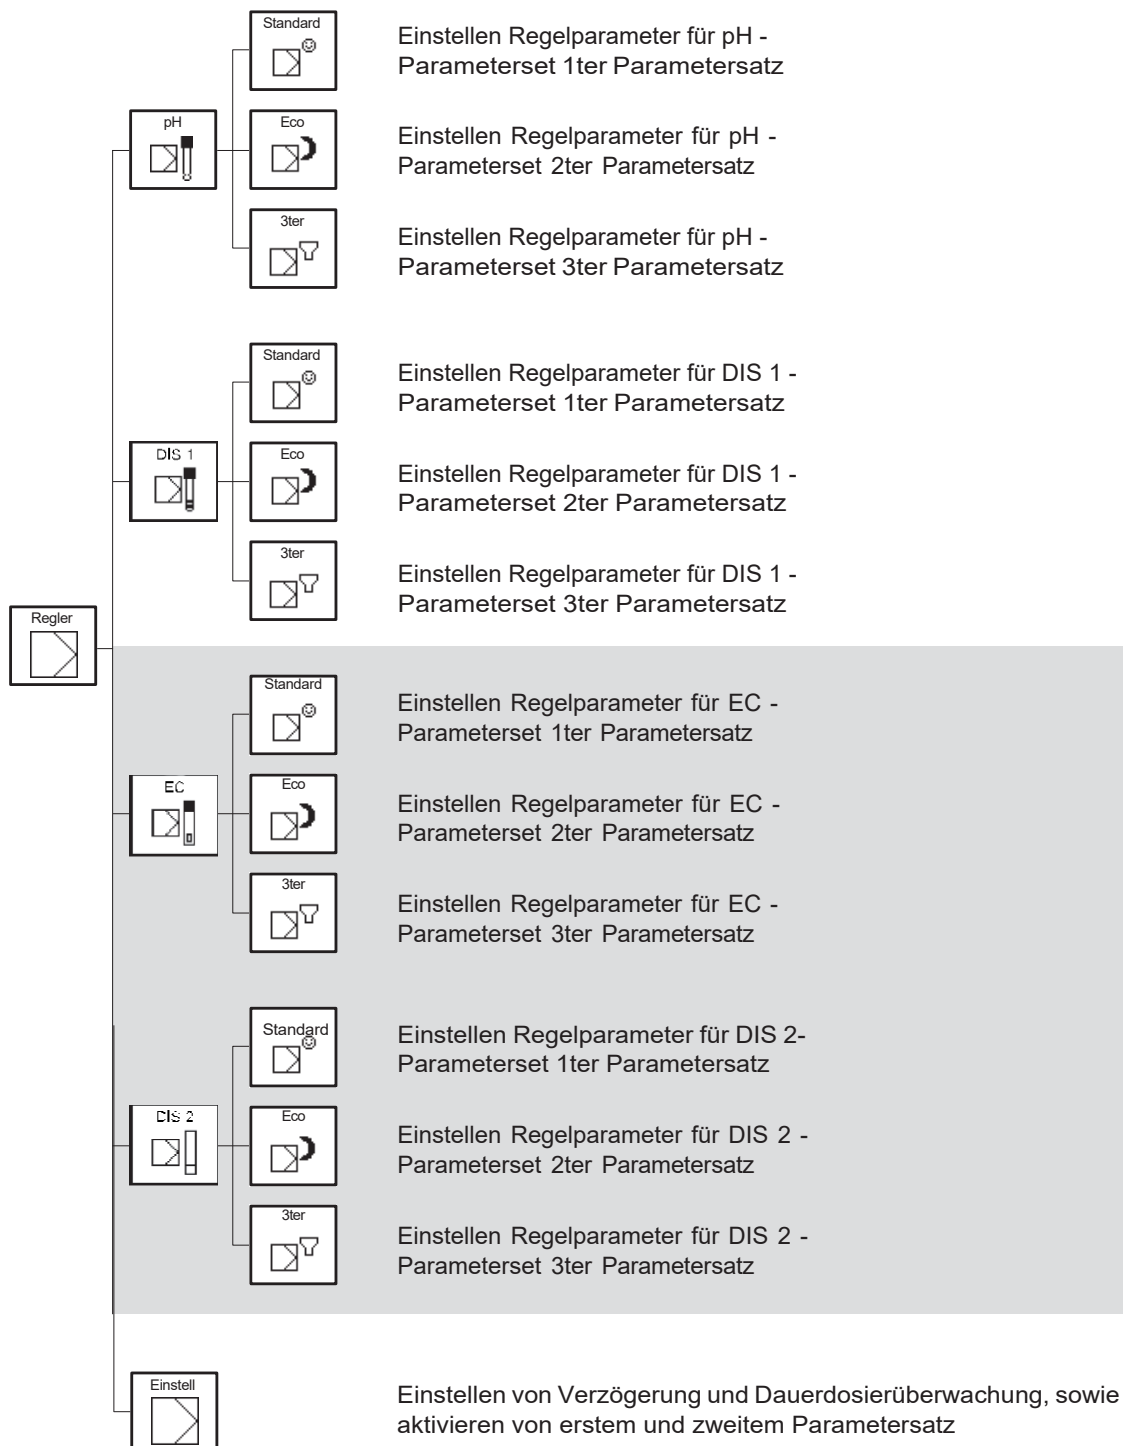 Standard
Einstellen Regelparameter für pH -
Parameterset 1ter Parametersatz
pH
Eco
Einstellen Regelparameter für pH -
Parameterset 2ter Parametersatz
3ter
Einstellen Regelparameter für pH -
Parameterset 3ter Parametersatz
Standard
Einstellen Regelparameter für DIS 1 -
Parameterset 1ter Parametersatz
DIS 1
Eco
Einstellen Regelparameter für DIS 1 -
Parameterset 2ter Parametersatz
3ter
Einstellen Regelparameter für DIS 1 -
Parameterset 3ter Parametersatz
Regler
Standard
Einstellen Regelparameter für EC -
Parameterset 1ter Parametersatz
EC
Eco
Einstellen Regelparameter für EC -
Parameterset 2ter Parametersatz
3ter
Einstellen Regelparameter für EC -
Parameterset 3ter Parametersatz
Standard
Einstellen Regelparameter für DIS 2-
Parameterset 1ter Parametersatz
DIS 2
Eco
Einstellen Regelparameter für DIS 2 -
Parameterset 2ter Parametersatz
3ter
Einstellen Regelparameter für DIS 2 -
Parameterset 3ter Parametersatz
Einstell
Einstellen von Verzögerung und Dauerdosierüberwachung, sowie
aktivieren von erstem und zweitem Parametersatz